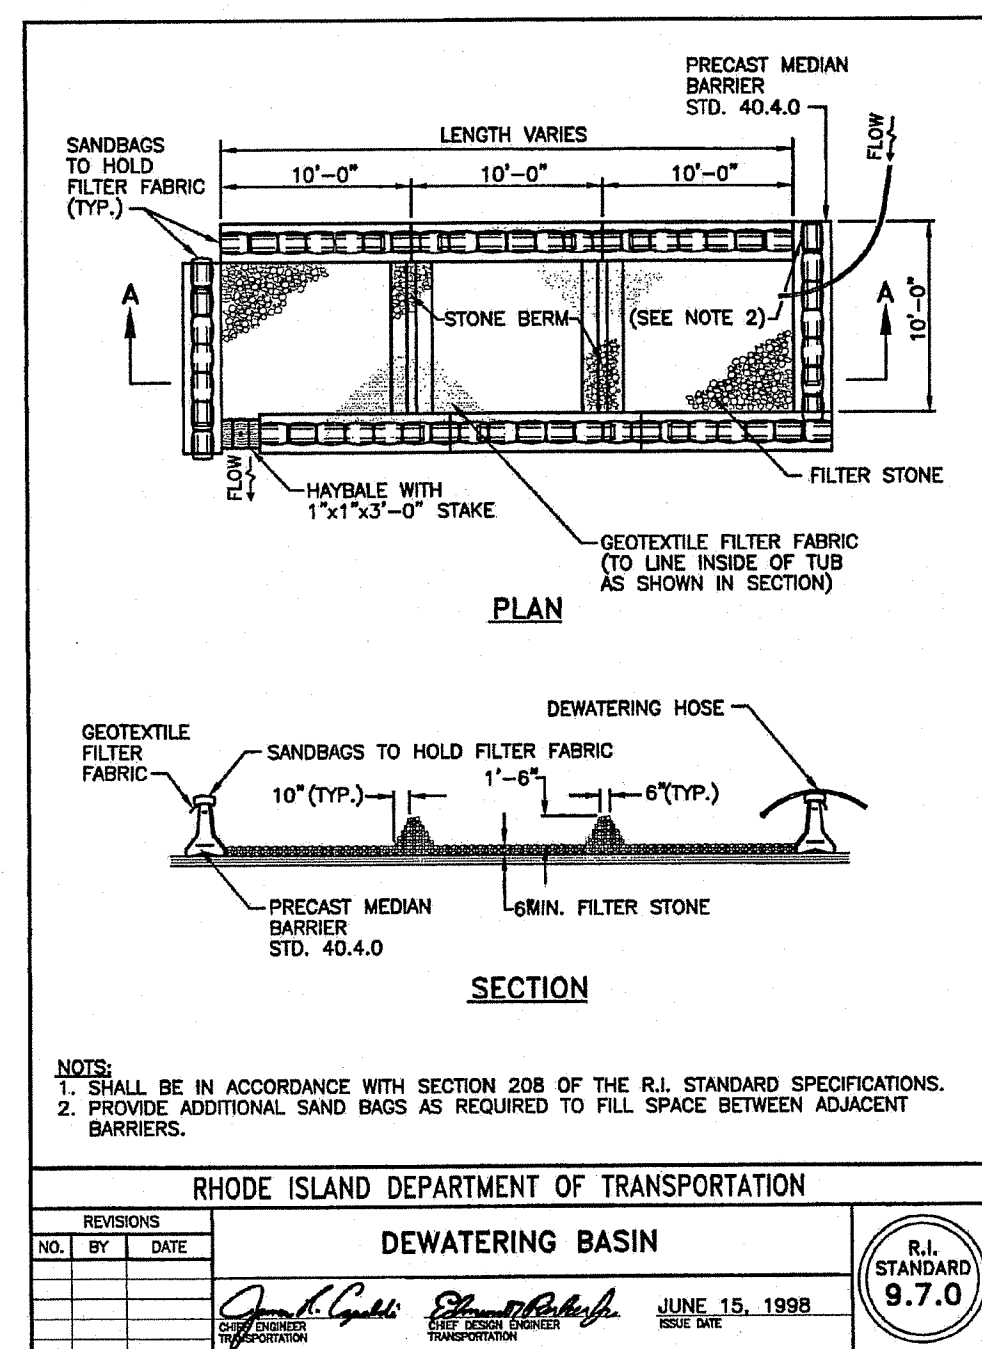 PRECAST MEDIAN
BARRIER
STD. 40.4.0
FLOW
SANDBAGS
TO HOLD
FILTER FABRIC
(TYP.)
LENGTH VARIES
10'-0"
10'-0"
10'-0"
A
STONE BERM
(SEE NOTE 2)
A
10'-0"
FLOW
HAYBALE WITH
1"x1"x3'-0" STAKE
FILTER STONE
GEOTEXTILE FILTER FABRIC
(TO LINE INSIDE OF TUB
AS SHOWN IN SECTION)
PLAN
DEWATERING HOSE
GEOTEXTILE
FILTER
FABRIC
SANDBAGS TO HOLD FILTER FABRIC
10" (TYP.)
1'-6"
6"(TYP.)
PRECAST MEDIAN
BARRIER
STD. 40.4.0
6"MIN. FILTER STONE
SECTION
NOTS:
1. SHALL BE IN ACCORDANCE WITH SECTION 208 OF THE R.I. STANDARD SPECIFICATIONS.
2. PROVIDE ADDITIONAL SAND BAGS AS REQUIRED TO FILL SPACE BETWEEN ADJACENT
BARRIERS.
RHODE ISLAND DEPARTMENT OF TRANSPORTATION
REVISIONS
NO. BY DATE
DEWATERING BASIN
CHIEF ENGINEER
TRANSPORTATION
CHIEF DESIGN ENGINEER
TRANSPORTATION
JUNE 15, 1998
ISSUE DATE
R.I.
STANDARD
9.7.0